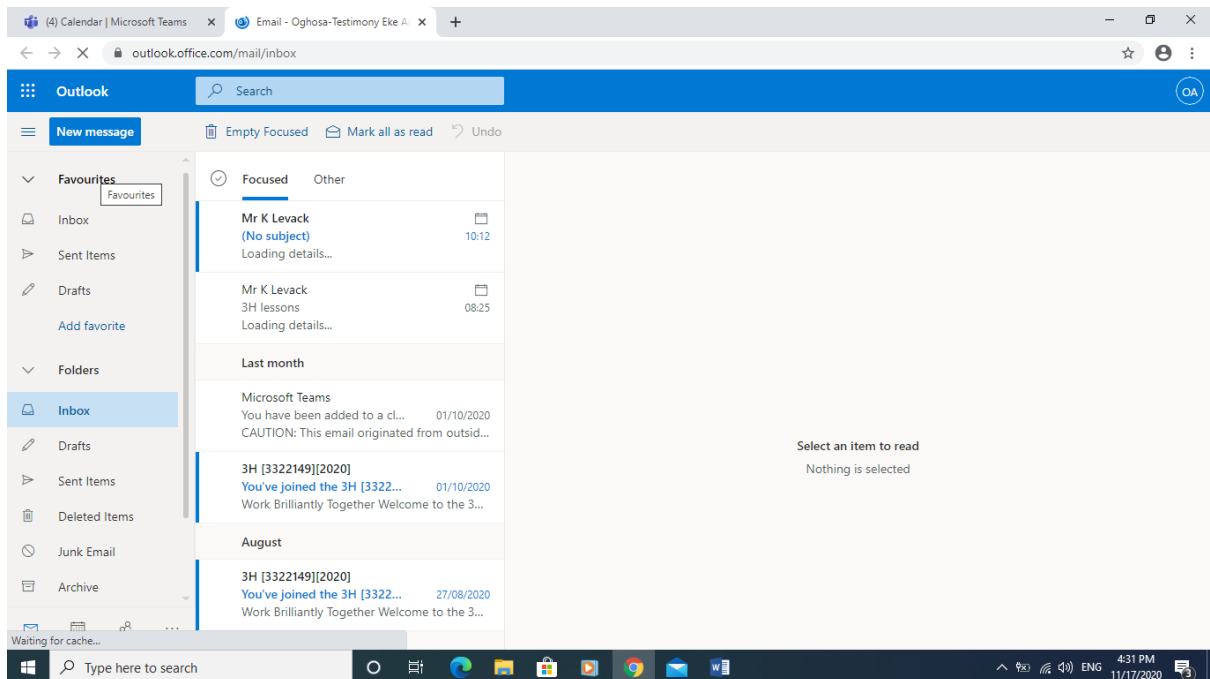 (4) Calendar | Microsoft Teams
Email - Oghosa-Testimony Eke A
outlook.office.com/mail/inbox
Outlook
Search
OA
New message
Empty Focused
Mark all as read
Undo
Favourites
Favourites
Inbox
Sent Items
Drafts
Add favorite
Folders
Inbox
Drafts
Sent Items
Deleted Items
Junk Email
Archive
Focused
Other
Mr K Levack
(No subject) 10:12
Loading details...
Mr K Levack
3H lessons 08:25
Loading details...
Last month
Microsoft Teams
You have been added to a cl... 01/10/2020
CAUTION: This email originated from outsid...
3H [3322149][2020]
You've joined the 3H [3322... 01/10/2020
Work Brilliantly Together Welcome to the 3...
August
3H [3322149][2020]
You've joined the 3H [3322... 27/08/2020
Work Brilliantly Together Welcome to the 3...
Select an item to read
Nothing is selected
Waiting for cache...
Type here to search
W
ENG
4:31 PM
11/17/2020
3